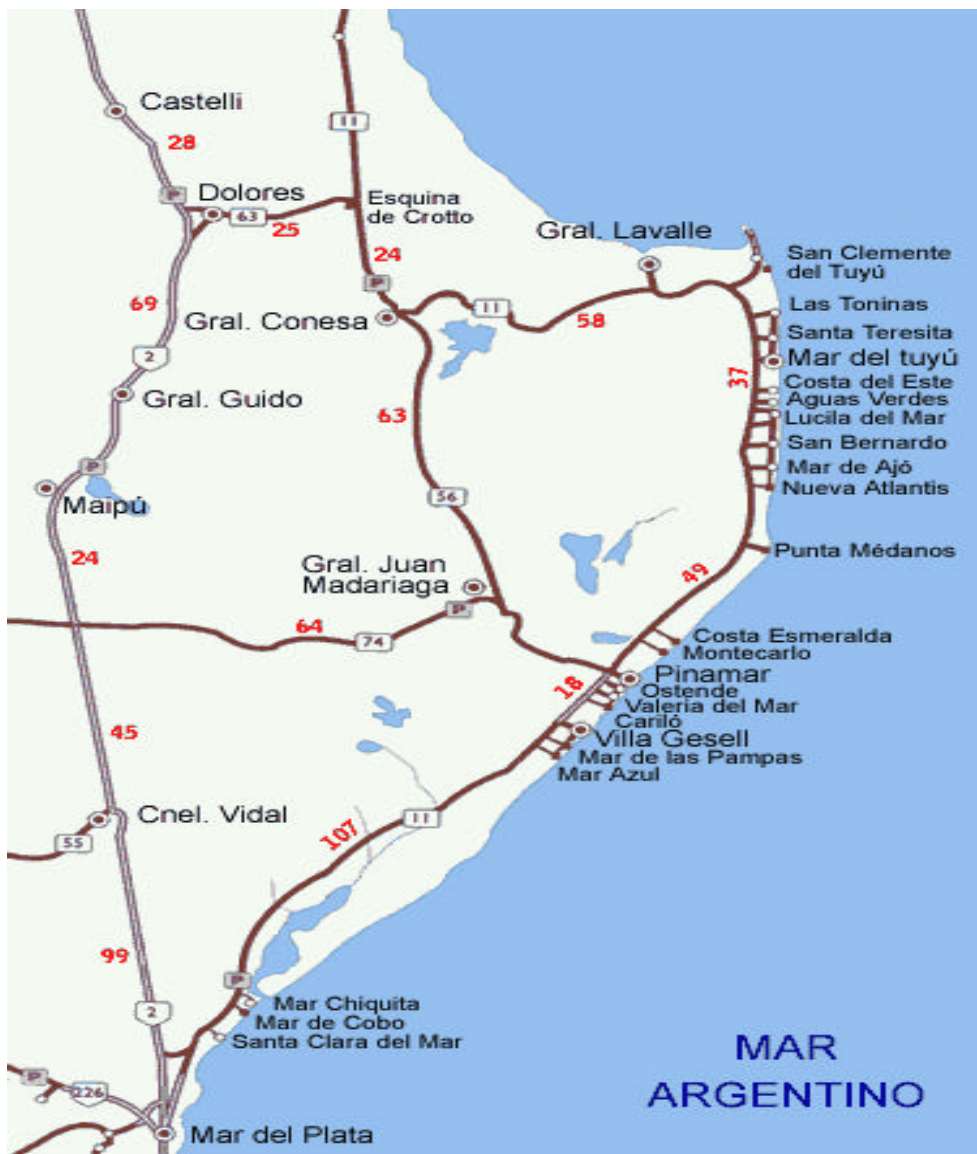 Castelli
11
28
P
Dolores
63
25
Esquina
de Crotto
Gral. Lavalle
24
San Clemente
del Tuyú
P
69
Las Toninas
Gral. Conesa
11
58
Santa Teresita
2
Mar del tuyú
37
Costa del Este
Gral. Guido
Aguas Verdes
63
Lucila del Mar
San Bernardo
P
Mar de Ajó
Maipú
56
Nueva Atlantis
24
Punta Médanos
Gral. Juan
Madariaga
49
P
64
74
Costa Esmeralda
Montecarlo
Pinamar
18
Ostende
Valeria del Mar
Cariló
45
Villa Gesell
Mar de las Pampas
Mar Azul
Cnel. Vidal
11
55
107
99
P
2
Mar Chiquita
Mar de Cobo
Santa Clara del Mar
MAR
ARGENTINO
P
226
Mar del Plata